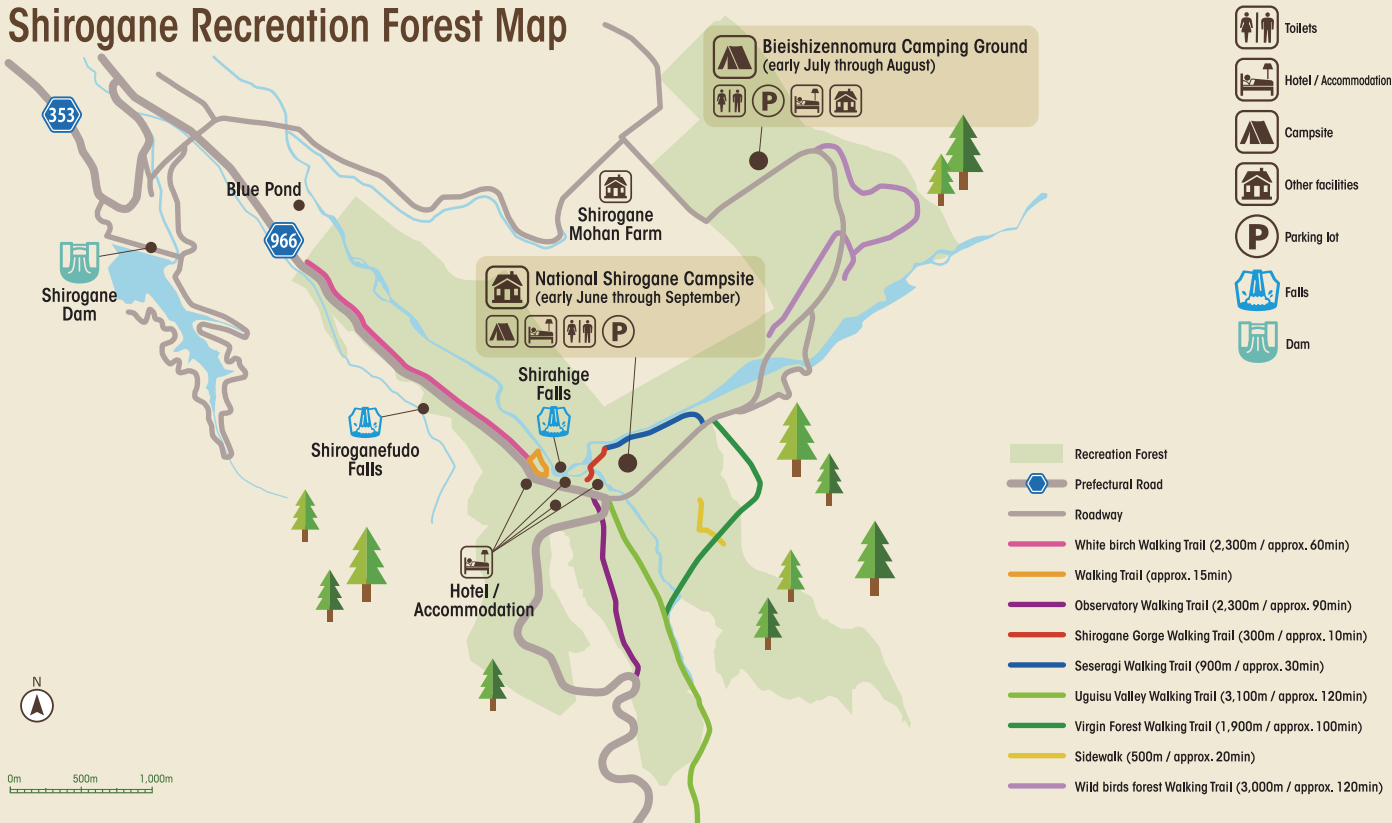 Shirogane Recreation Forest Map
353
Blue Pond
966
Shirogane
Dam
Bieishizennomura Camping Ground
(early July through August)
P
Shirogane
Mohan Farm
National Shirogane Campsite
(early June through September)
P
Shirahige
Falls
Shiroganefudo
Falls
Hotel /
Accommodation
N
0m 500m 1,000m
Toilets
Hotel / Accommodation
Campsite
Other facilities
P Parking lot
Falls
Dam
Recreation Forest
Prefectural Road
Roadway
White birch Walking Trail (2,300m / approx. 60min)
Walking Trail (approx. 15min)
Observatory Walking Trail (2,300m / approx. 90min)
Shirogane Gorge Walking Trail (300m / approx. 10min)
Seseragi Walking Trail (900m / approx. 30min)
Uguisu Valley Walking Trail (3,100m / approx. 120min)
Virgin Forest Walking Trail (1,900m / approx. 100min)
Sidewalk (500m / approx. 20min)
Wild birds forest Walking Trail (3,000m / approx. 120min)